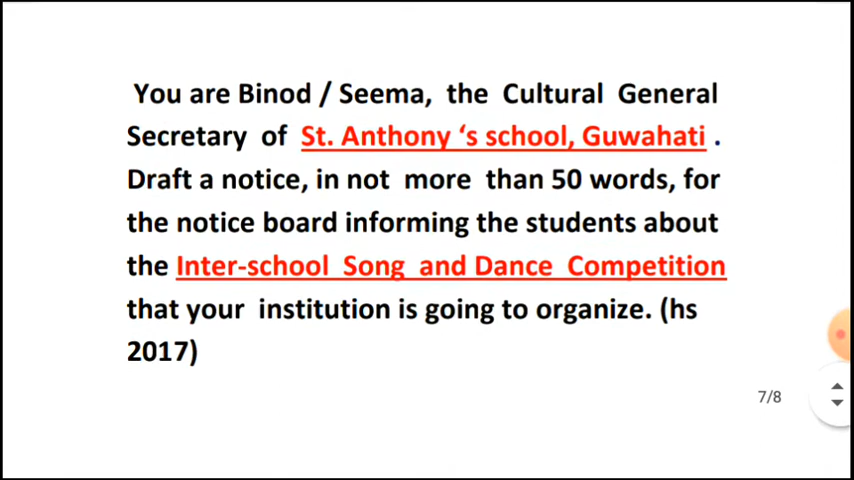 You are Binod / Seema, the Cultural General
Secretary of St. Anthony ‘s school, Guwahati .
Draft a notice, in not more than 50 words, for
the notice board informing the students about
the Inter-school Song and Dance Competition
that your institution is going to organize. (hs
2017)
7/8